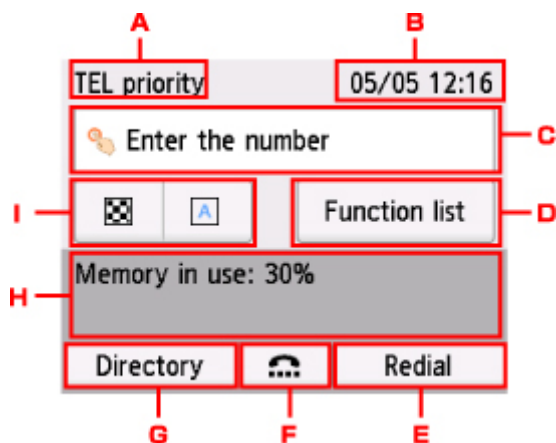 A
B
TEL priority
05/05 12:16
Enter the number
C
I
A
Function list
D
Memory in use: 30%
H
Directory
Redial
G
F
E